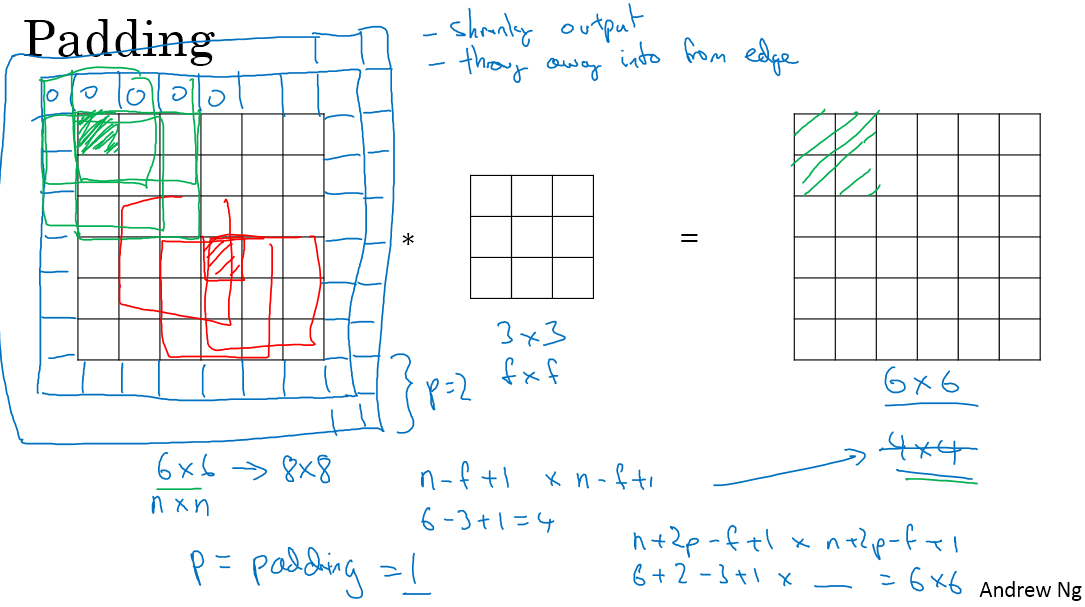 Padding
- shrinky output
- throw away info from edge
0 0 0 0 0
*
=
3 × 3
f × f
p=2
6 × 6
4 × 4
6×6 → 8×8
n × n
n-f+1 × n-f+1
6-3+1=4
p = padding = 1
n+2p-f+1 × n+2p-f+1
6+2-3+1 × __ = 6×6
Andrew Ng